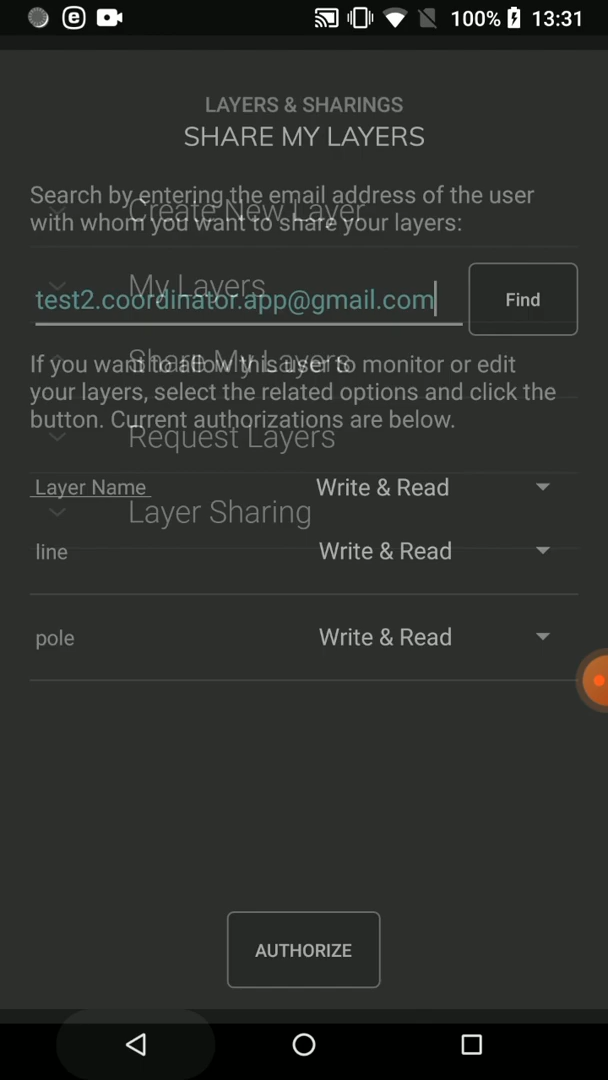 100% 13:31
LAYERS & SHARINGS
SHARE MY LAYERS
Search by entering the email address of the user
with whom you want to share your layers:
Create New Layer
My Layers
test2.coordinator.app@gmail.com
Find
Share My Layers
If you want to allow this user to monitor or edit
your layers, select the related options and click the
button. Current authorizations are below.
Request Layers
Layer Name Write & Read
Layer Sharing
line Write & Read
pole Write & Read
AUTHORIZE